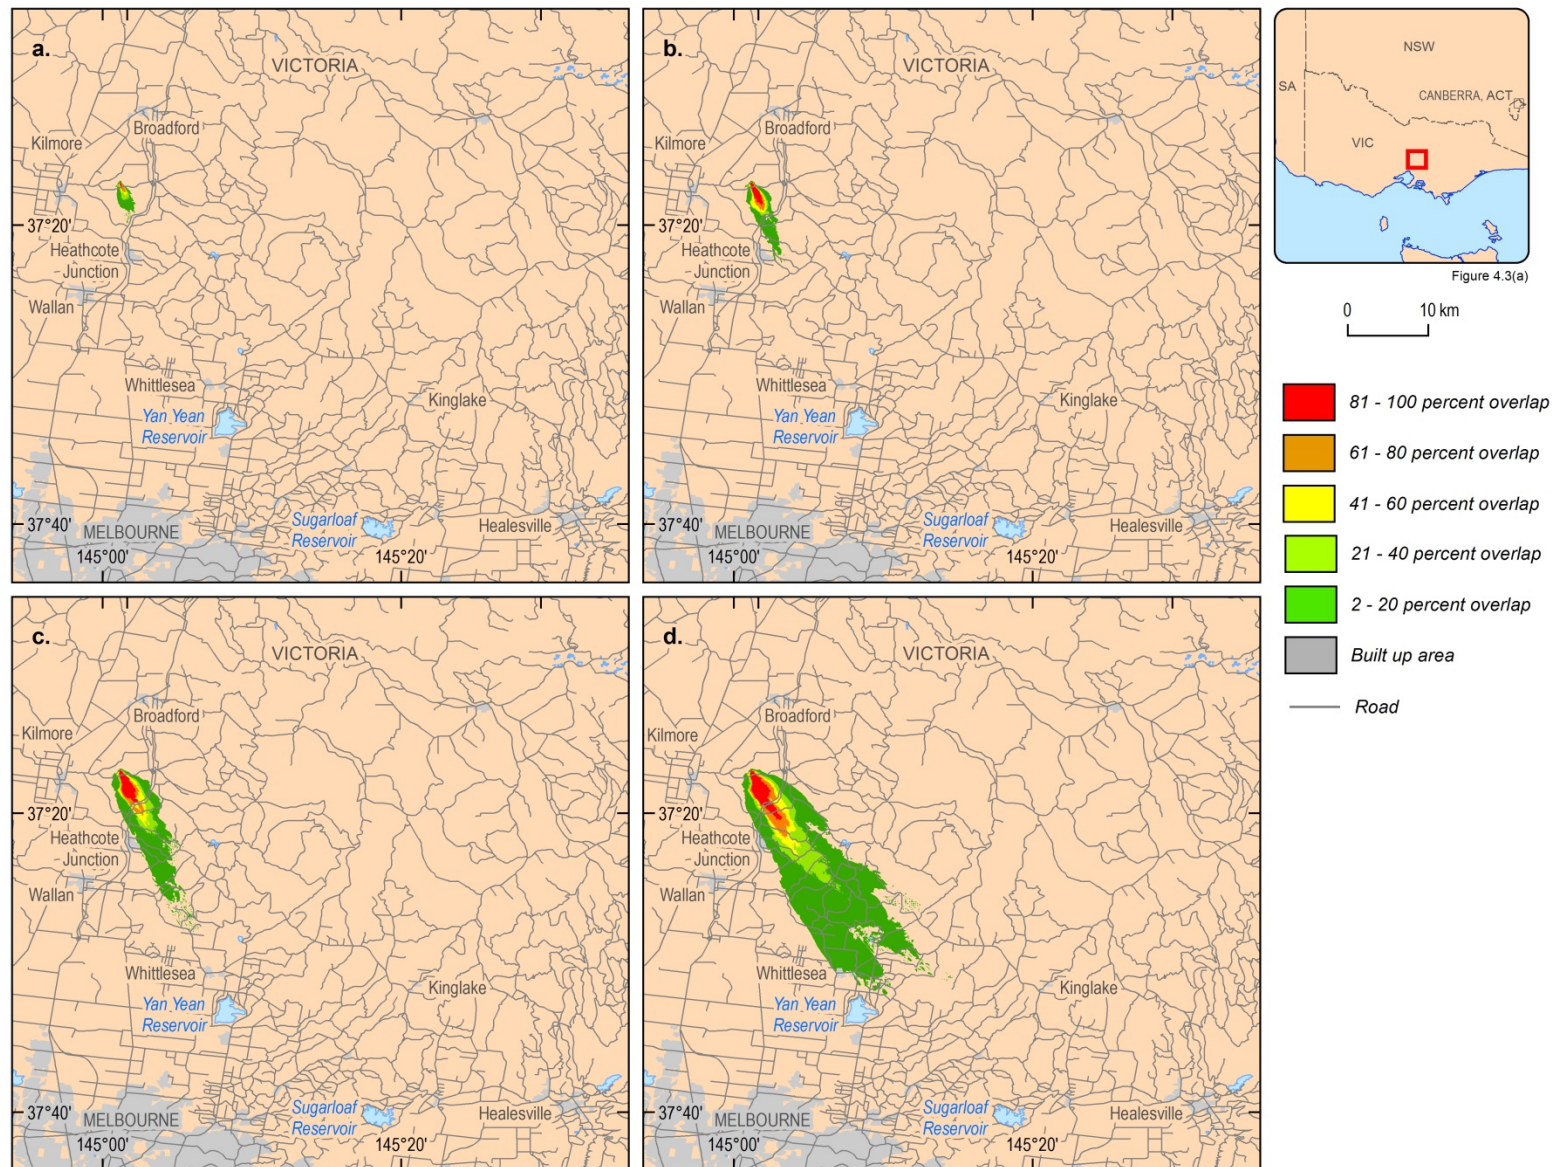 a.
VICTORIA
Broadford
Kilmore
37°20'
Heathcote
Junction
Wallan
Whittlesea
Yan Yean
Reservoir
Kinglake
37°40'
MELBOURNE
Sugarloaf
Reservoir
Healesville
145°00'
145°20'
b.
VICTORIA
Broadford
Kilmore
37°20'
Heathcote
Junction
Wallan
Whittlesea
Yan Yean
Reservoir
Kinglake
37°40'
MELBOURNE
Sugarloaf
Reservoir
Healesville
145°00'
145°20'
NSW
SA
CANBERRA, ACT
VIC
Figure 4.3(a)
0 10 km
81 - 100 percent overlap
61 - 80 percent overlap
41 - 60 percent overlap
21 - 40 percent overlap
2 - 20 percent overlap
Built up area
Road
c.
VICTORIA
Broadford
Kilmore
37°20'
Heathcote
Junction
Wallan
Whittlesea
Yan Yean
Reservoir
Kinglake
37°40'
MELBOURNE
Sugarloaf
Reservoir
Healesville
145°00'
145°20'
d.
VICTORIA
Broadford
Kilmore
37°20'
Heathcote
Junction
Wallan
Whittlesea
Yan Yean
Reservoir
Kinglake
37°40'
MELBOURNE
Sugarloaf
Reservoir
Healesville
145°00'
145°20'